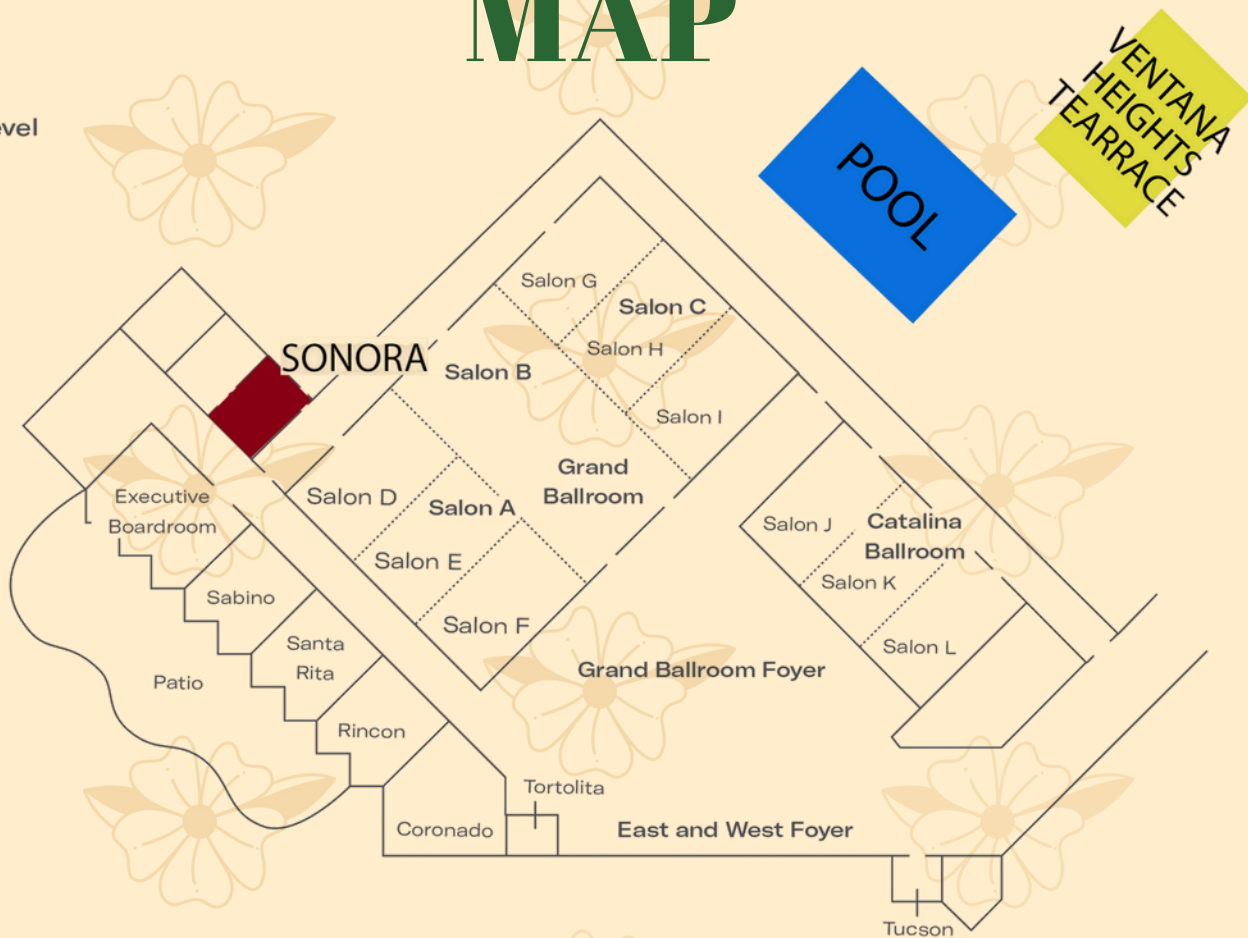 MAP
evel
VENTANA
HEIGHTS
TEARRACE
POOL
Salon G
Salon C
SONORA
Salon H
Salon B
Salon I
Grand
Ballroom
Executive
Boardroom
Salon D
Salon A
Salon J
Catalina
Ballroom
Salon E
Salon K
Sabino
Salon F
Santa
Rita
Salon L
Patio
Grand Ballroom Foyer
Rincon
Tortolita
Coronado
East and West Foyer
Tucson